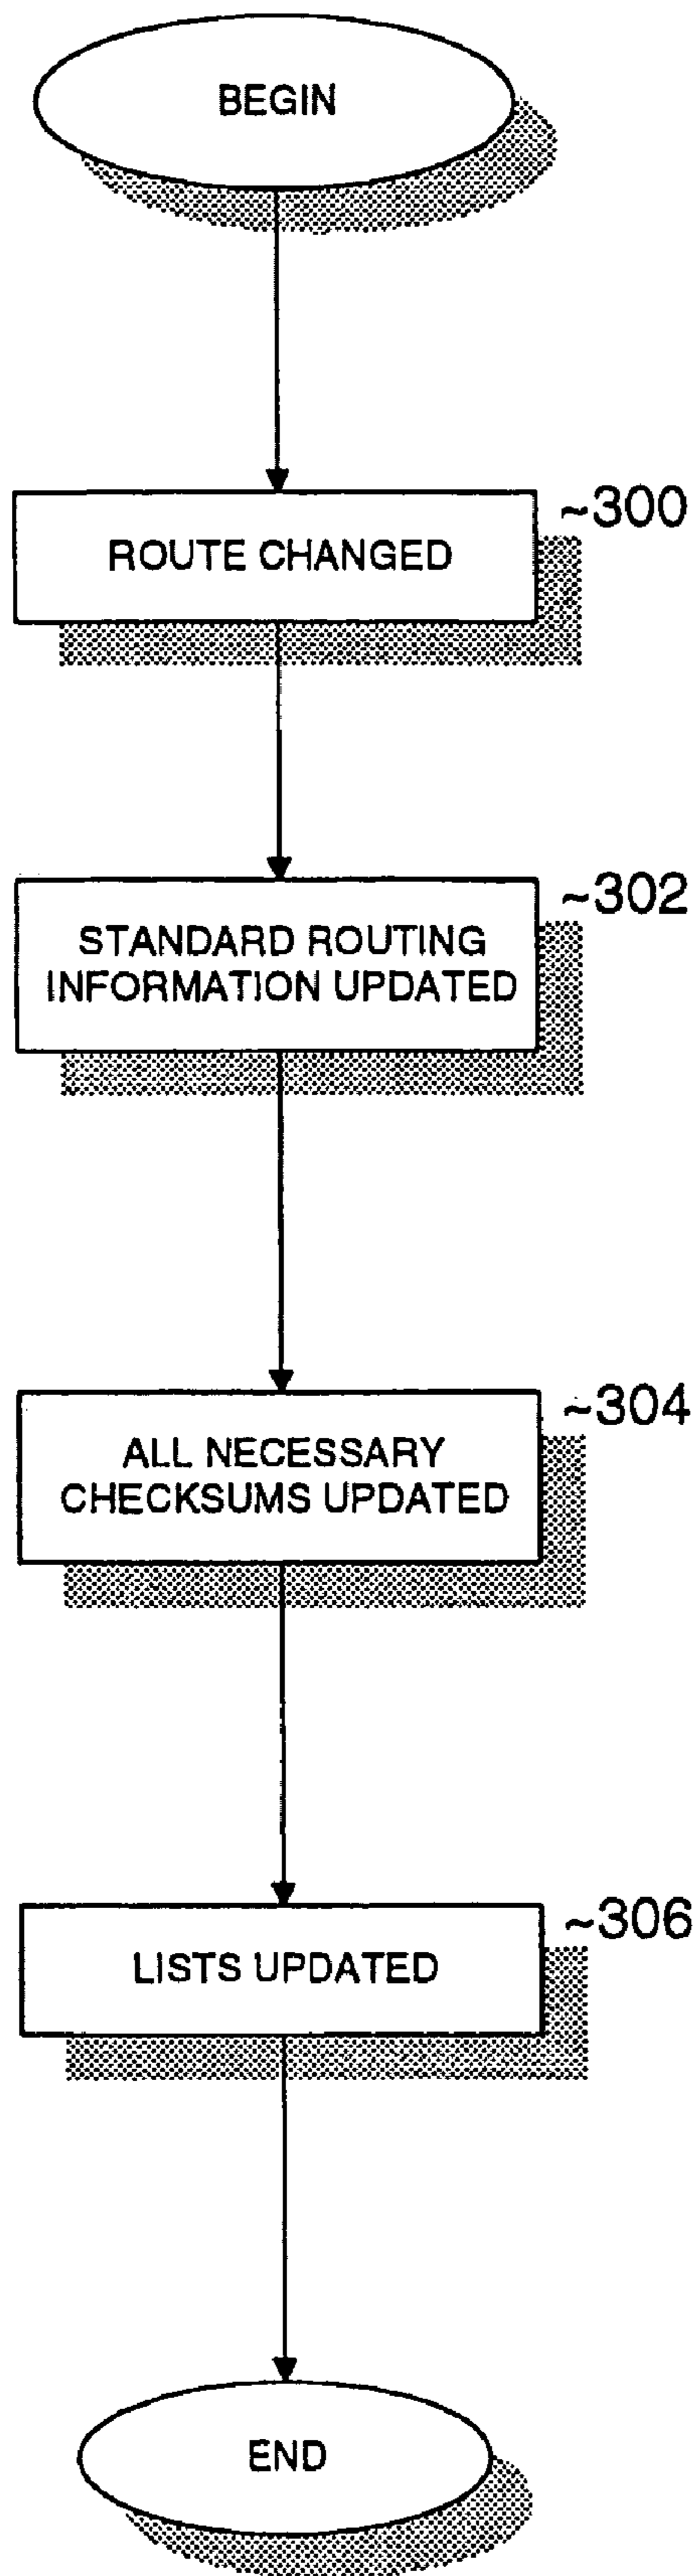 BEGIN
~300
ROUTE CHANGED
~302
STANDARD ROUTING
INFORMATION UPDATED
~304
ALL NECESSARY
CHECKSUMS UPDATED
~306
LISTS UPDATED
END